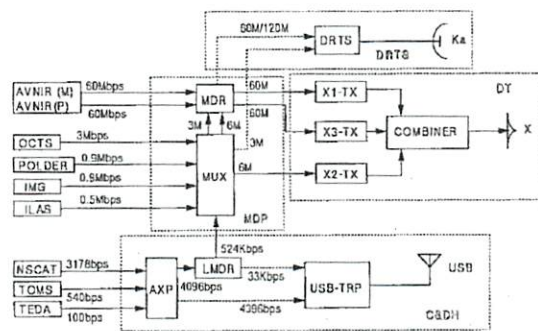 60M/120M
DRTS
Ka
DRTS
AVNIR (M)
AVNIR(P)
60Mbps
60Mbps
MDR
60M
60M
X1-TX
DT
3M
6M
X3-TX
COMBINER
X
OCTS
3Mbps
3M
POLDER
0.9Mbps
MUX
6M
X2-TX
IMG
0.9Mbps
ILAS
0.5Mbps
MDP
524Kbps
NSCAT
3178bps
LMDR
33Kbps
USB
TOMS
540bps
AXP
4096bps
USB-TRP
TEDA
100bps
4096bps
C&DH